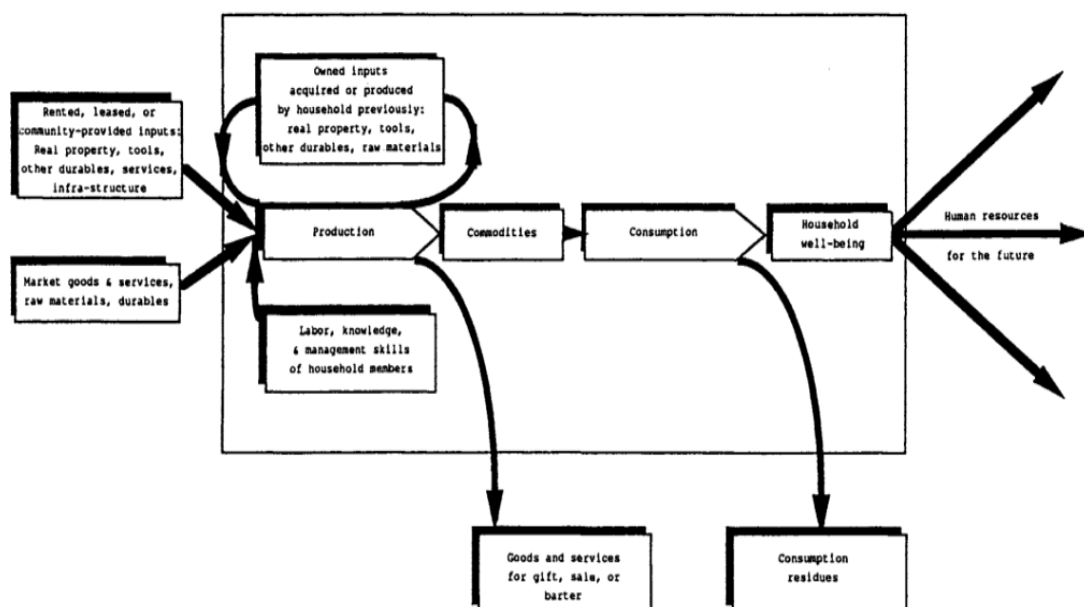 Owned inputs
acquired or produced
by household previously:
real property, tools,
other durables, raw materials
Rented, leased, or
community-provided inputs:
Real property, tools,
other durables, services,
infra-structure
Production
Commodities
Consumption
Household
well-being
Human resources
for the future
Market goods & services,
raw materials, durables
Labor, knowledge,
& management skills
of household members
Goods and services
for gift, sale, or
barter
Consumption
residues